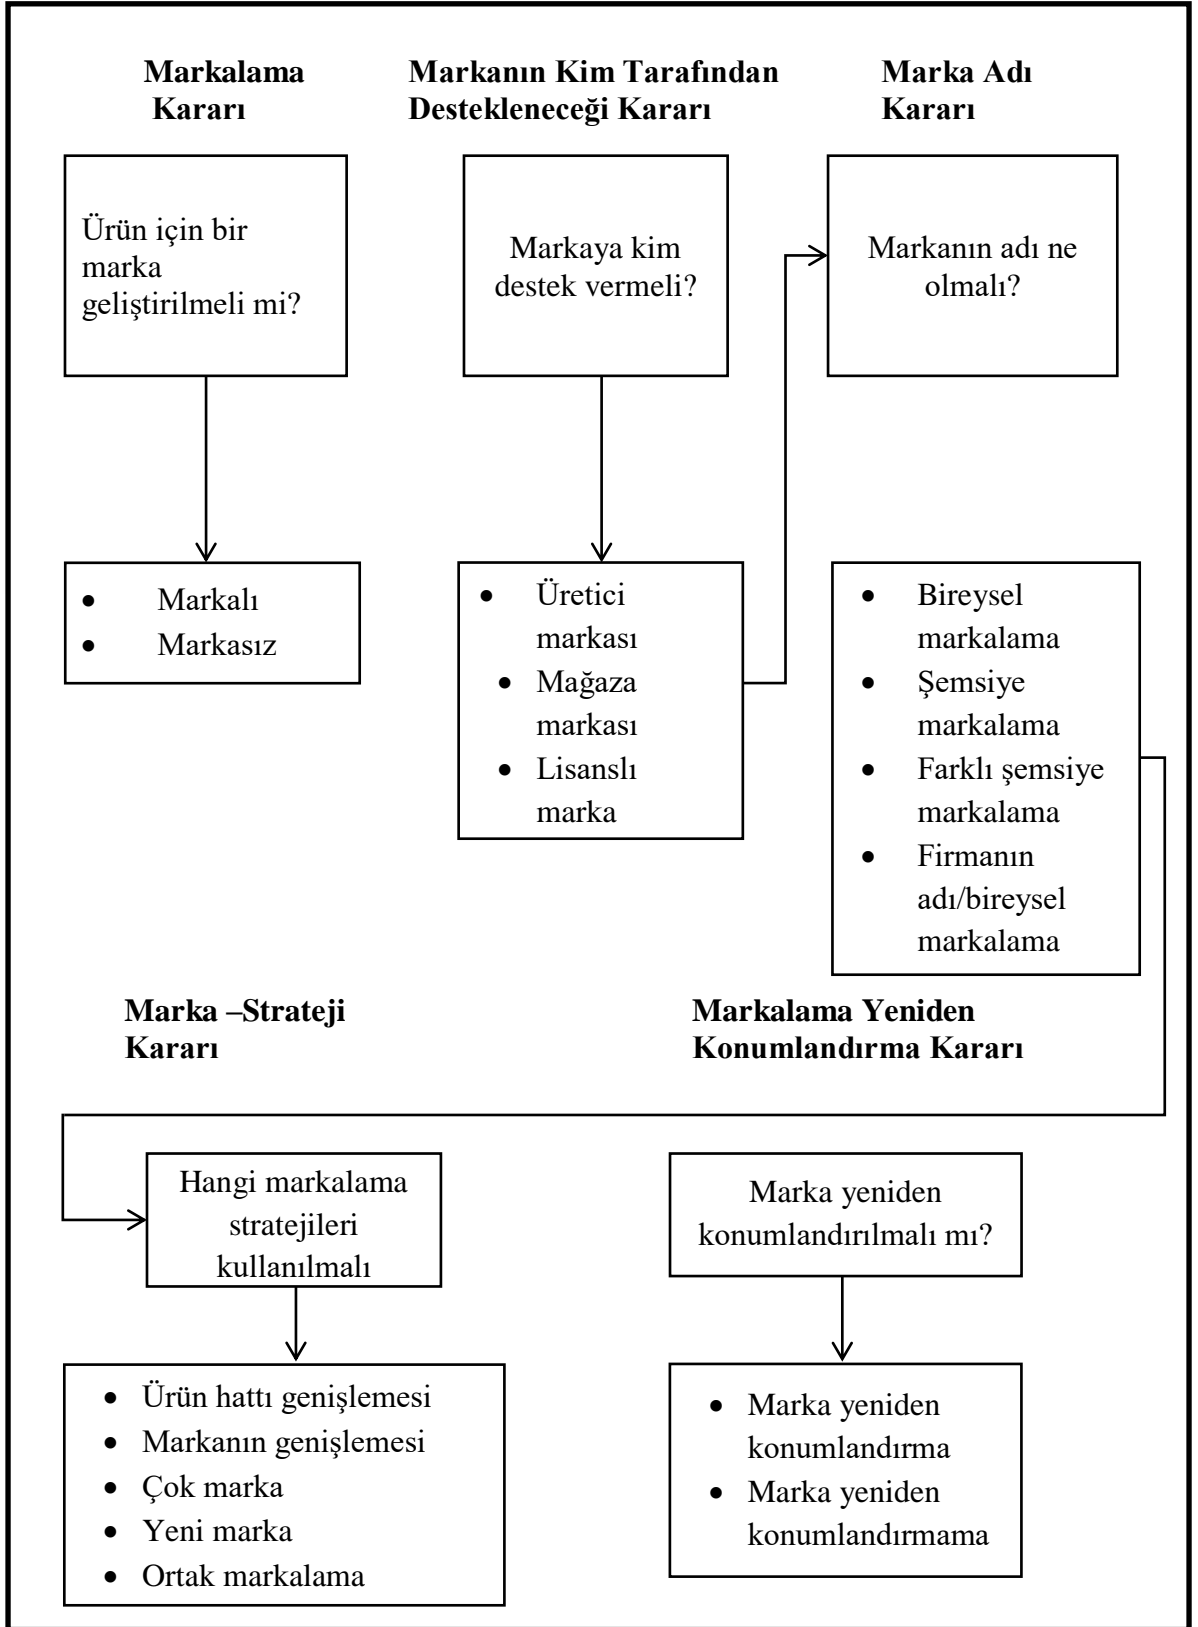 Markalama
Kararı
Markanın Kim Tarafından
Destekleneceği Kararı
Marka Adı
Kararı
Ürün için bir
marka
geliştirilmeli mi?
Markaya kim
destek vermeli?
Markanın adı ne
olmalı?
• Markalı
• Markasız
• Üretici
markası
• Mağaza
markası
• Lisanslı
marka
• Bireysel
markalama
• Şemsiye
markalama
• Farklı şemsiye
markalama
• Firmanın
adı/bireysel
markalama
Marka –Strateji
Kararı
Markalama Yeniden
Konumlandırma Kararı
Hangi markalama
stratejileri
kullanılmalı
Marka yeniden
konumlandırılmalı mı?
• Ürün hattı genişlemesi
• Markanın genişlemesi
• Çok marka
• Yeni marka
• Ortak markalama
• Marka yeniden
konumlandırma
• Marka yeniden
konumlandırmama